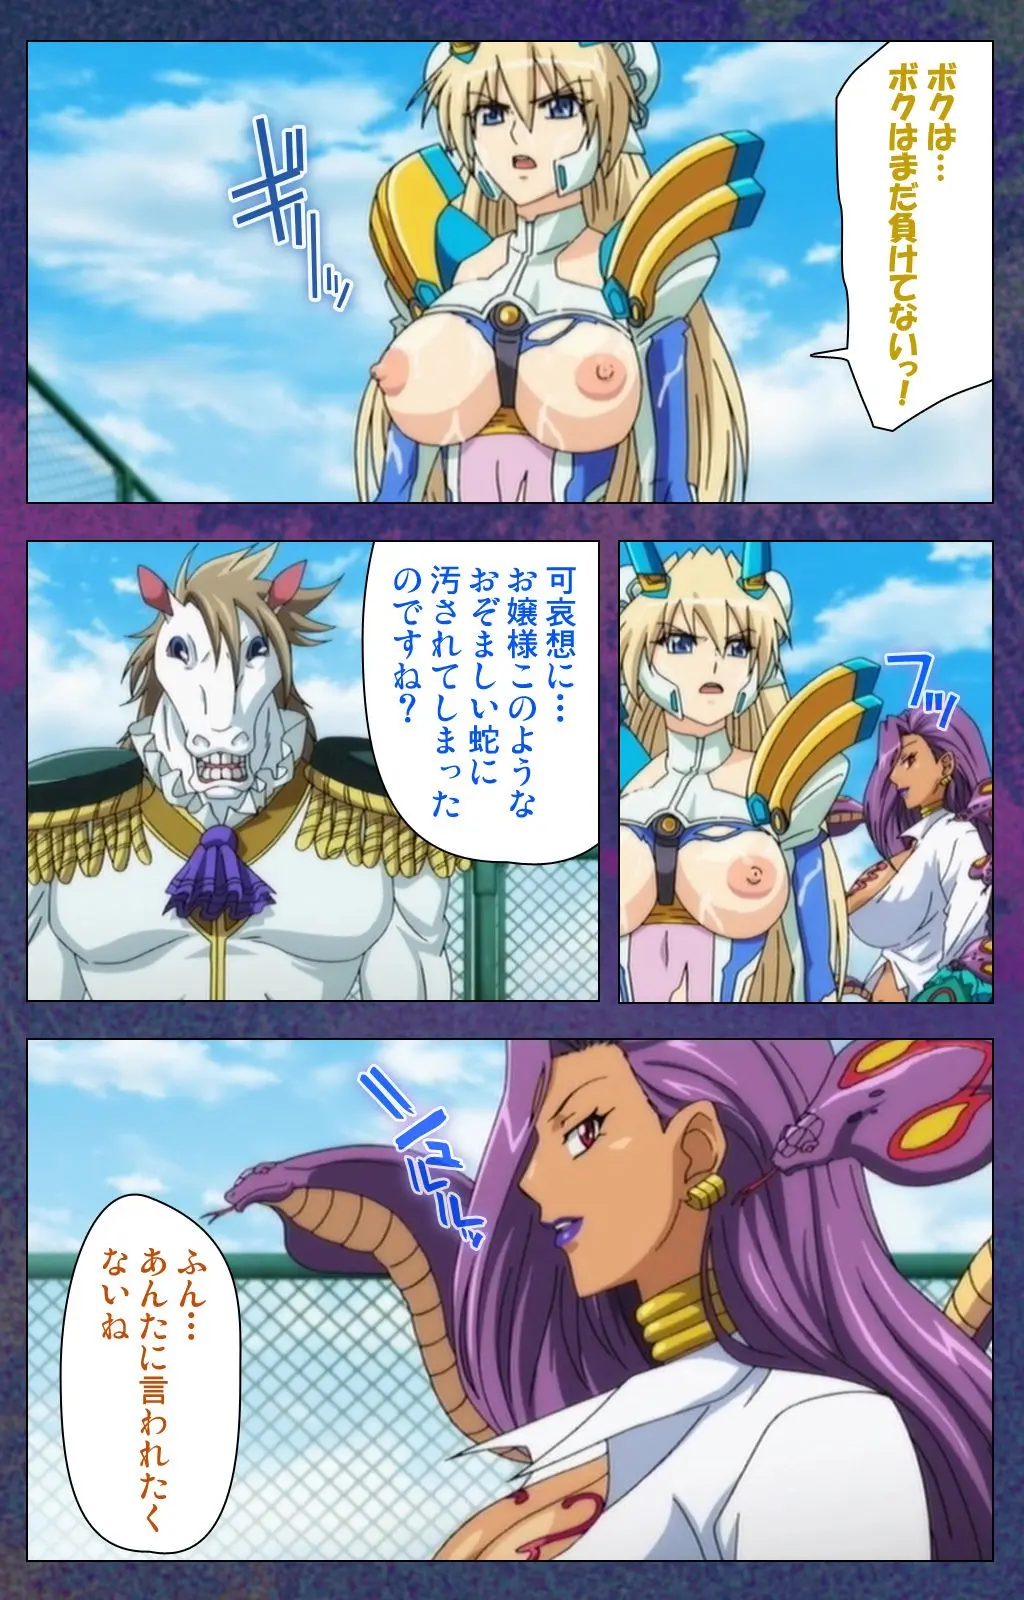 ボクは…
ボクはまだ負けてないっ！
ギュッ
フッ
可哀想に…
お嬢様このような
おぞましい蛇に
汚されてしまった
のですね？
ニュルルルッ
ふん…
あんたに言われたく
ないね